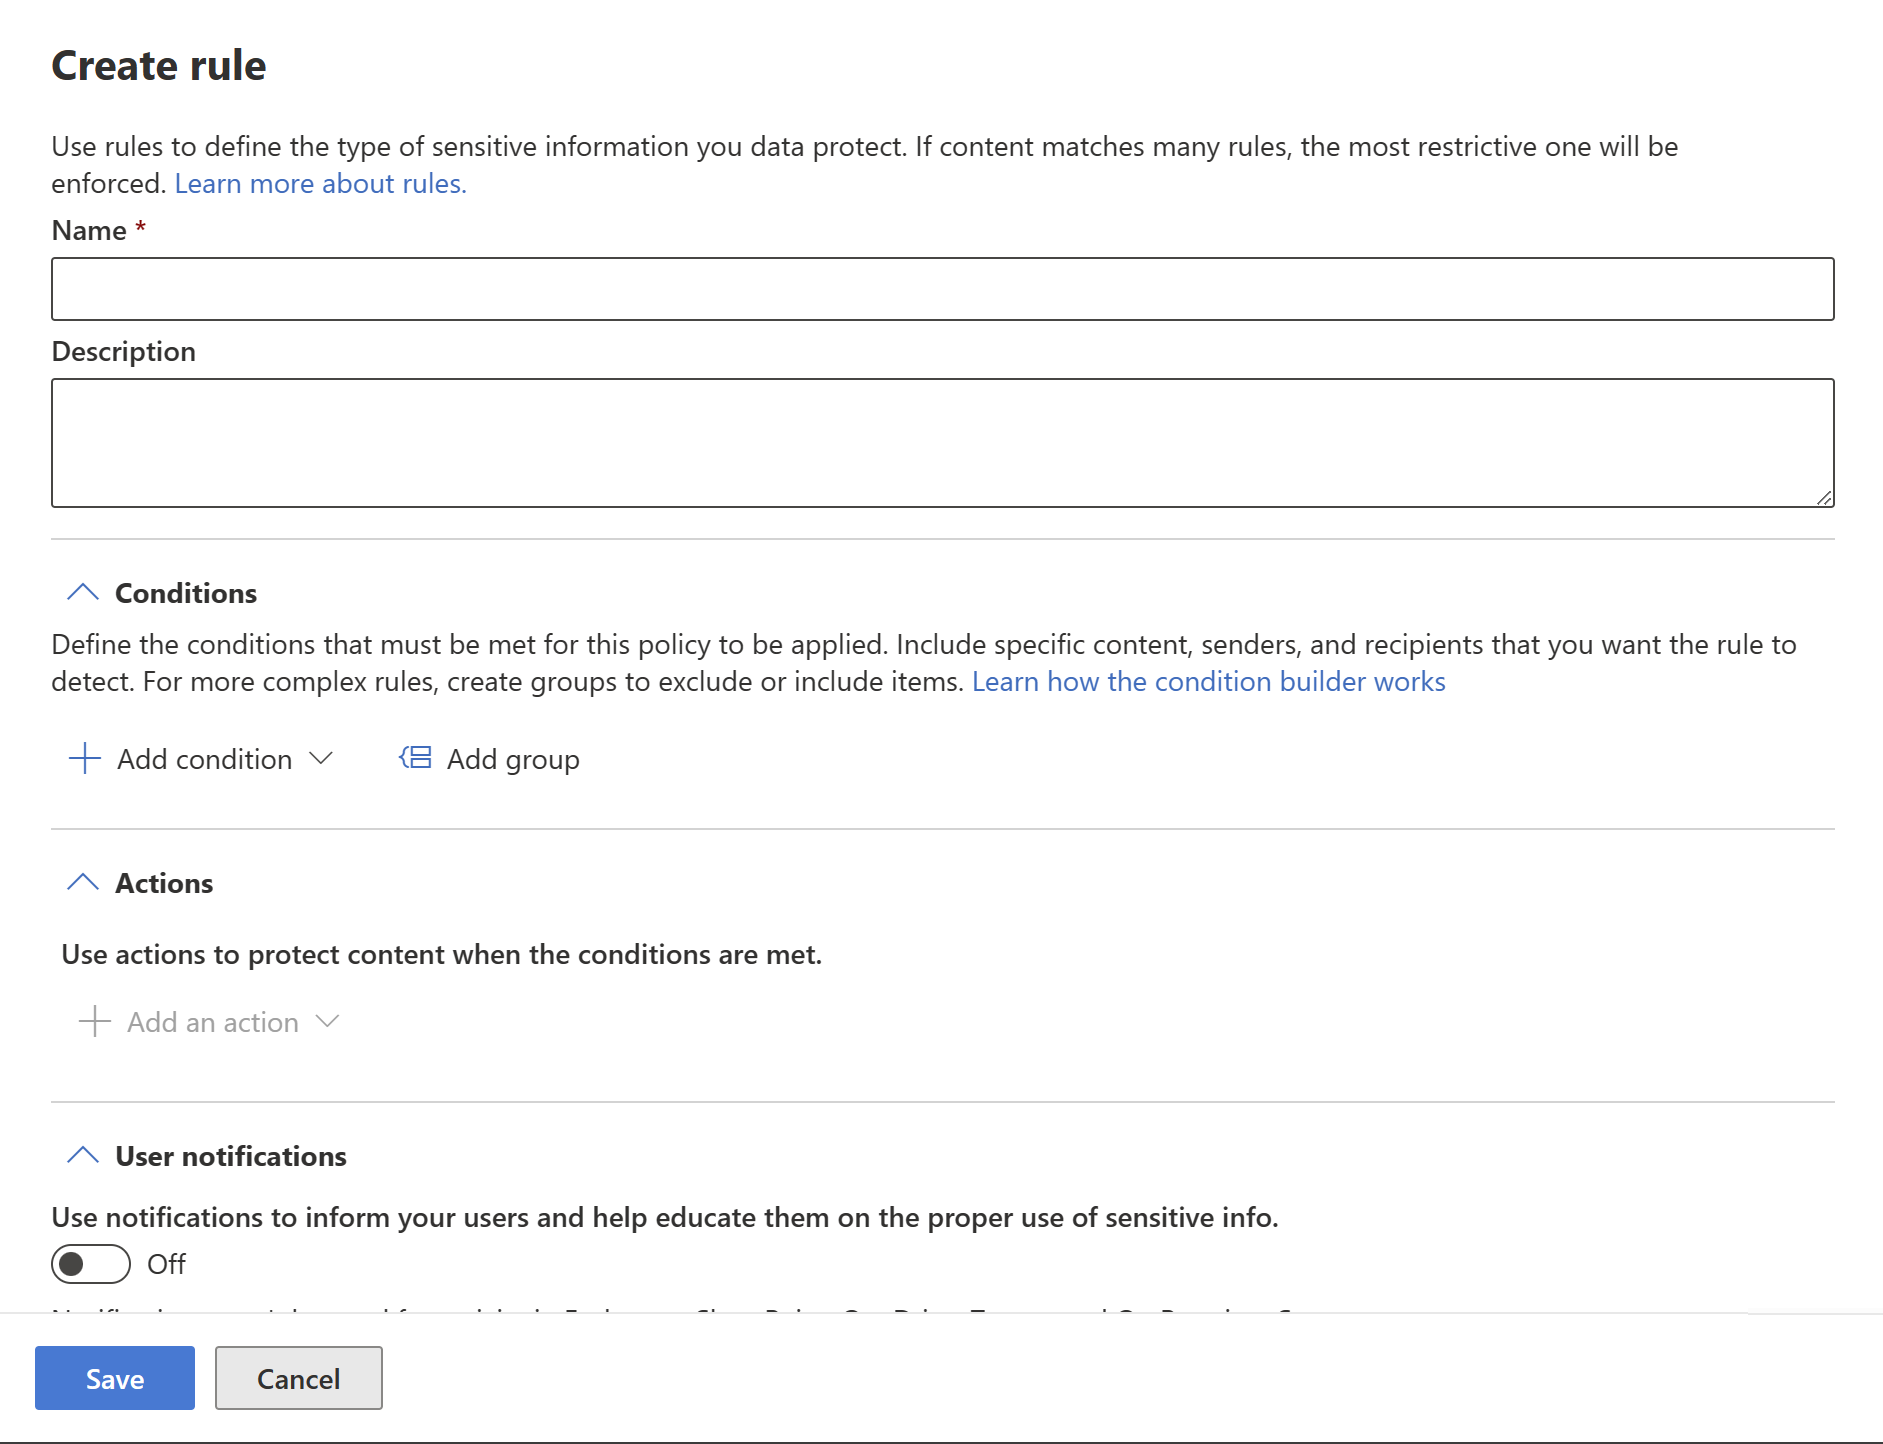 Create rule
Use rules to define the type of sensitive information you data protect. If content matches many rules, the most restrictive one will be
enforced. Learn more about rules.
Name *
Description
Conditions
Define the conditions that must be met for this policy to be applied. Include specific content, senders, and recipients that you want the rule to
detect. For more complex rules, create groups to exclude or include items. Learn how the condition builder works
Add condition
Add group
Actions
Use actions to protect content when the conditions are met.
Add an action
User notifications
Use notifications to inform your users and help educate them on the proper use of sensitive info.
Off
Save
Cancel